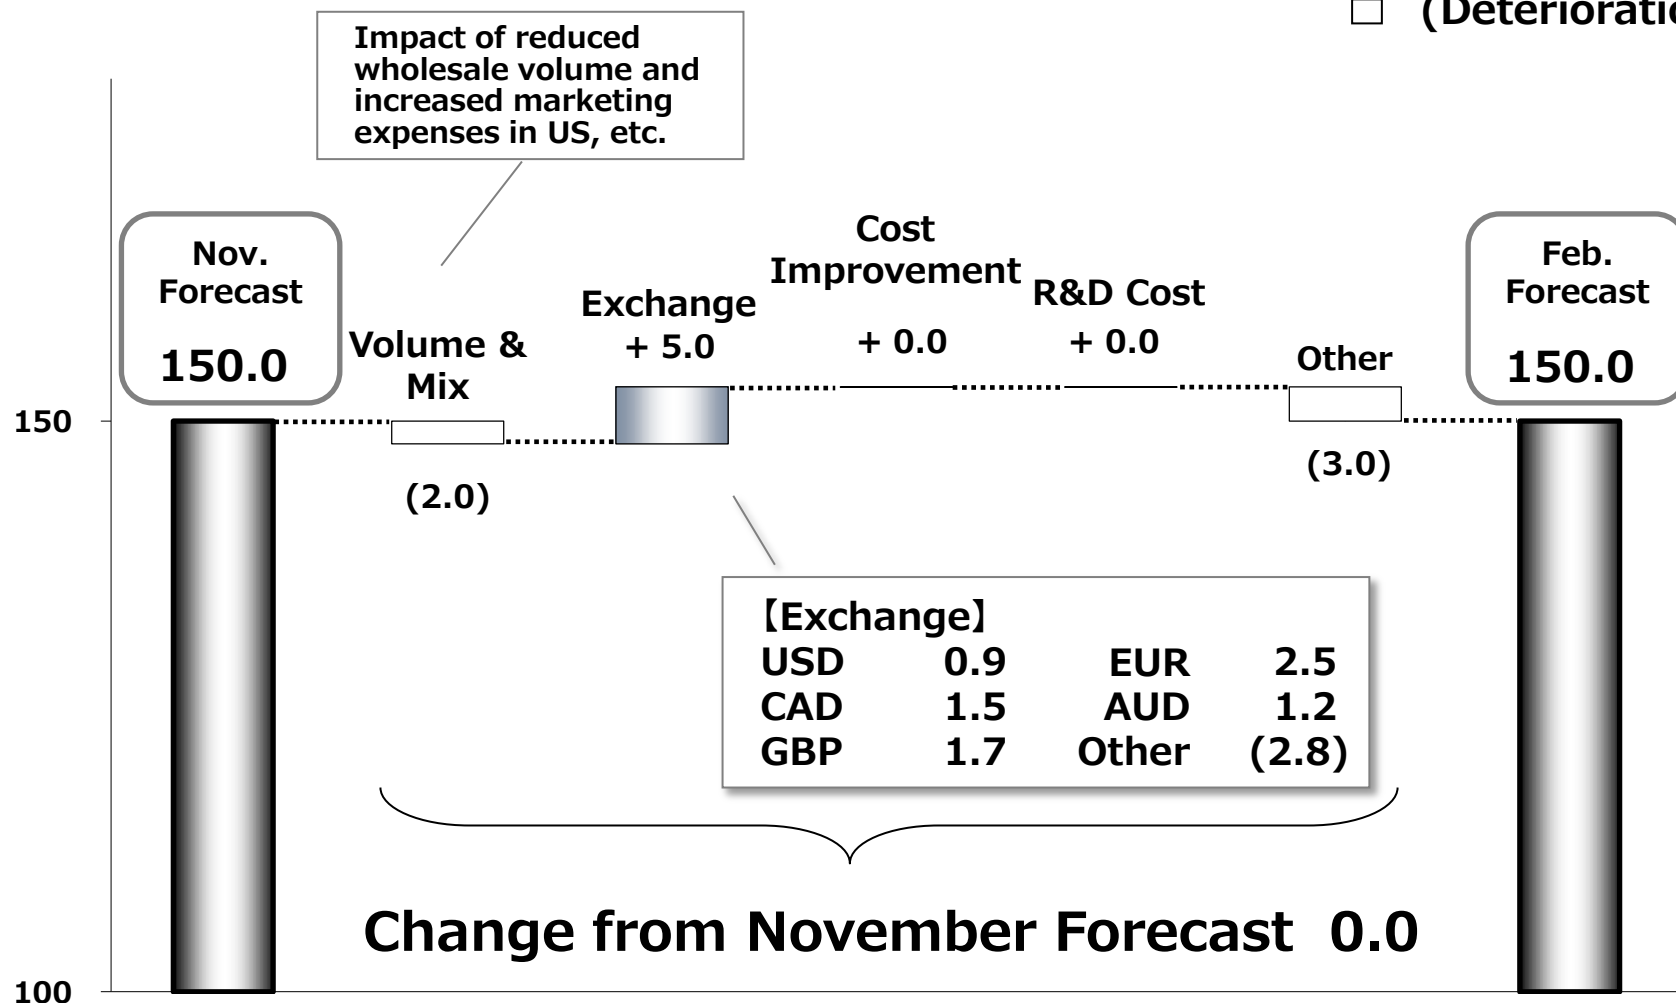 (Deterioratio
Impact of reduced
wholesale volume and
increased marketing
expenses in US, etc.
Nov.
Forecast
150.0
Volume &
Mix
(2.0)
Exchange
+ 5.0
Cost
Improvement
+ 0.0
R&D Cost
+ 0.0
Other
(3.0)
Feb.
Forecast
150.0
150
【Exchange】
USD 0.9 EUR 2.5
CAD 1.5 AUD 1.2
GBP 1.7 Other (2.8)
Change from November Forecast 0.0
100